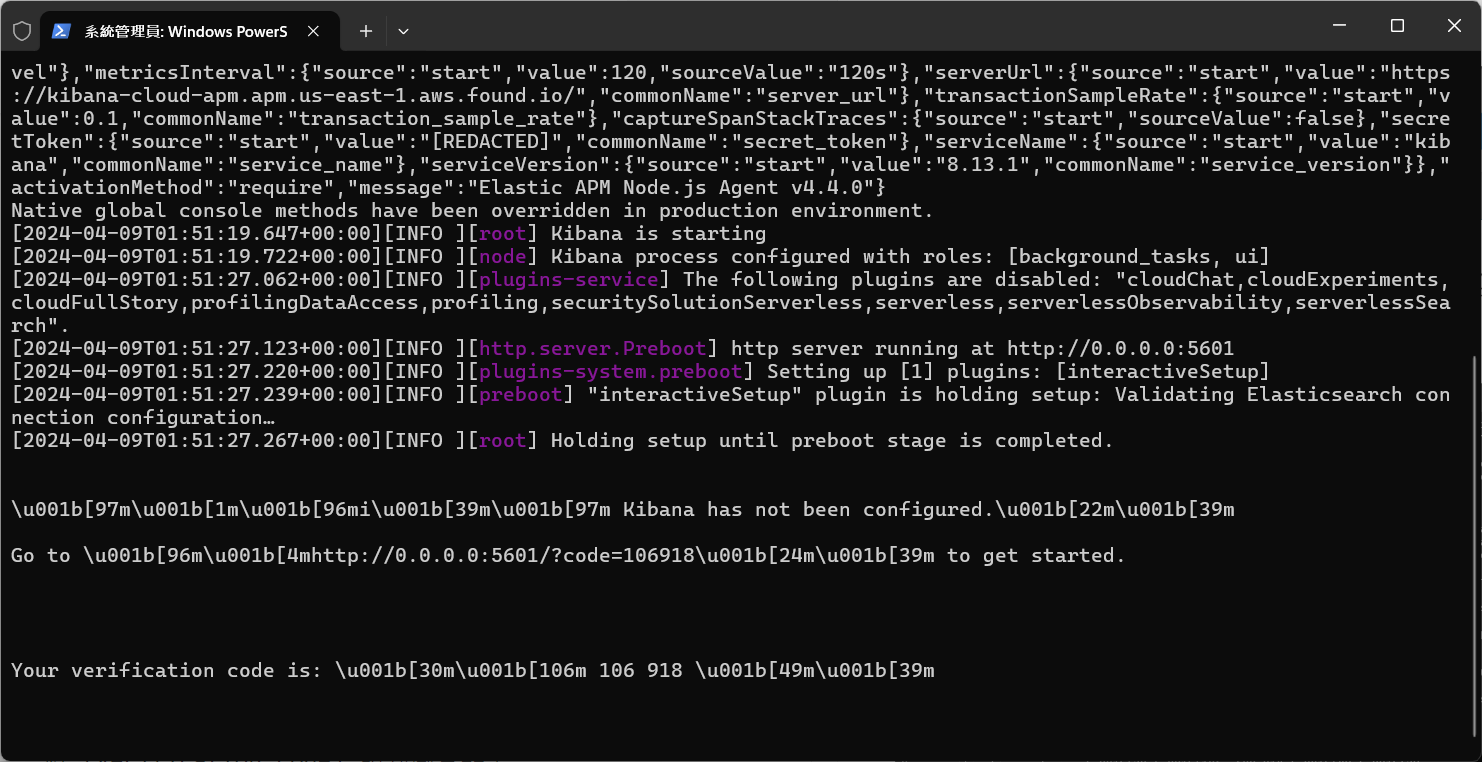 系統管理員: Windows PowerS
vel"},"metricsInterval":{"source":"start","value":120,"sourceValue":"120s"},"serverUrl":{"source":"start","value":"https
://kibana-cloud-apm.apm.us-east-1.aws.found.io/","commonName":"server_url"},"transactionSampleRate":{"source":"start","v
alue":0.1,"commonName":"transaction_sample_rate"},"captureSpanStackTraces":{"source":"start","sourceValue":false},"secre
tToken":{"source":"start","value":"[REDACTED]","commonName":"secret_token"},"serviceName":{"source":"start","value":"kib
ana","commonName":"service_name"},"serviceVersion":{"source":"start","value":"8.13.1","commonName":"service_version"}},"
activationMethod":"require","message":"Elastic APM Node.js Agent v4.4.0"}
Native global console methods have been overridden in production environment.
[2024-04-09T01:51:19.647+00:00][INFO ][root] Kibana is starting
[2024-04-09T01:51:19.722+00:00][INFO ][node] Kibana process configured with roles: [background_tasks, ui]
[2024-04-09T01:51:27.062+00:00][INFO ][plugins-service] The following plugins are disabled: "cloudChat,cloudExperiments,
cloudFullStory,profilingDataAccess,profiling,securitySolutionServerless,serverless,serverlessObservability,serverlessSea
rch".
[2024-04-09T01:51:27.123+00:00][INFO ][http.server.Preboot] http server running at http://0.0.0.0:5601
[2024-04-09T01:51:27.220+00:00][INFO ][plugins-system.preboot] Setting up [1] plugins: [interactiveSetup]
[2024-04-09T01:51:27.239+00:00][INFO ][preboot] "interactiveSetup" plugin is holding setup: Validating Elasticsearch con
nection configuration…
[2024-04-09T01:51:27.267+00:00][INFO ][root] Holding setup until preboot stage is completed.
\u001b[97m\u001b[1m\u001b[96mi\u001b[39m\u001b[97m Kibana has not been configured.\u001b[22m\u001b[39m
Go to \u001b[96m\u001b[4mhttp://0.0.0.0:5601/?code=106918\u001b[24m\u001b[39m to get started.
Your verification code is: \u001b[30m\u001b[106m 106 918 \u001b[49m\u001b[39m